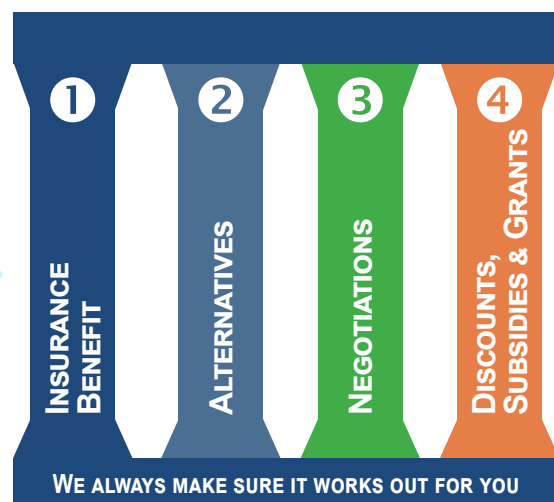 1
INSURANCE
BENEFIT
2
ALTERNATIVES
3
NEGOTIATIONS
4
DISCOUNTS,
SUBSIDIES & GRANTS
WE ALWAYS MAKE SURE IT WORKS OUT FOR YOU